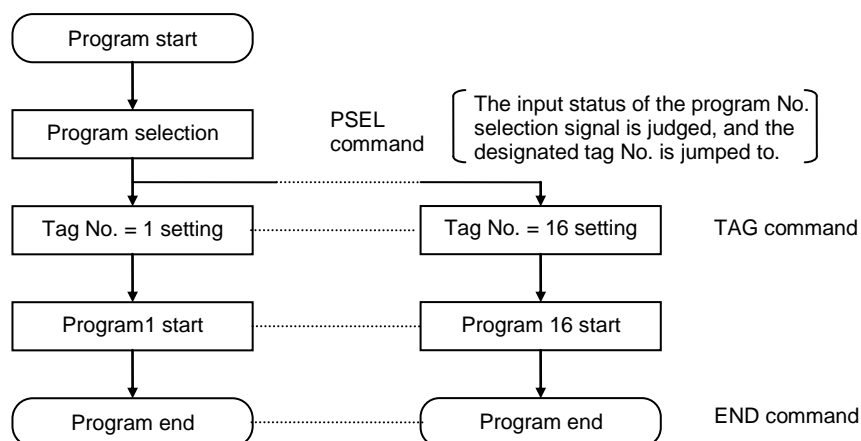 Program start
Program selection
PSEL
command
The input status of the program No.
selection signal is judged, and the
designated tag No. is jumped to.
Tag No. = 1 setting
Tag No. = 16 setting
TAG command
Program1 start
Program 16 start
Program end
Program end
END command